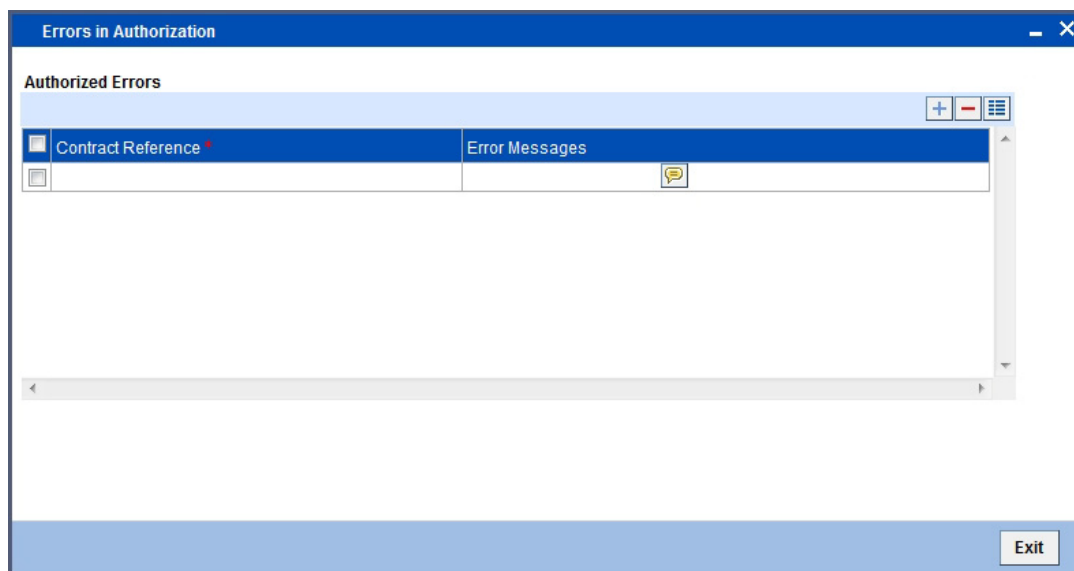 Errors in Authorization
Authorized Errors
Contract Reference *
Error Messages
Exit